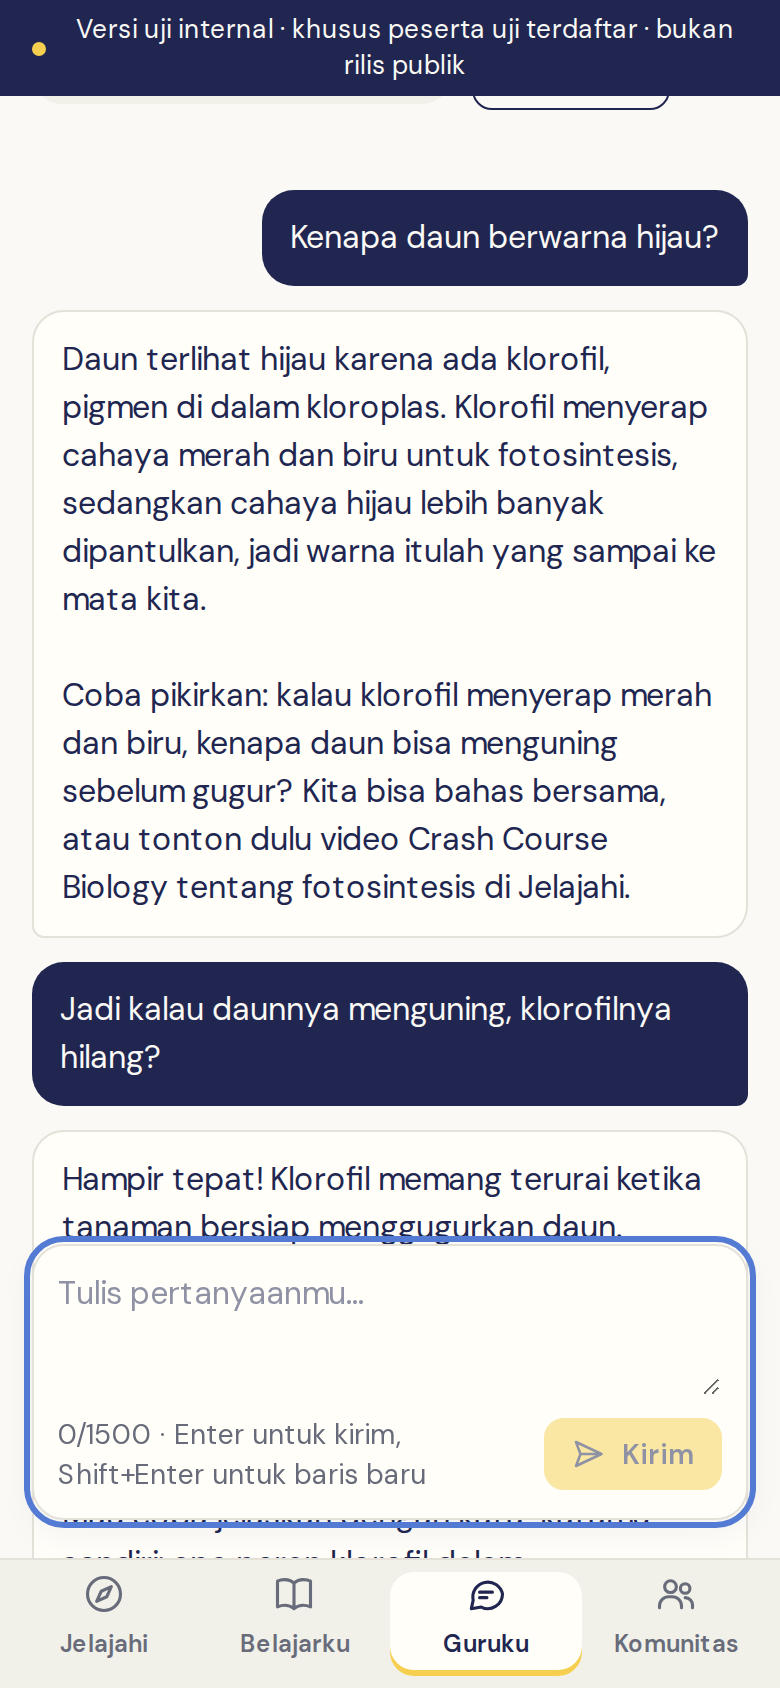 Versi uji internal · khusus peserta uji terdaftar · bukan
rilis publik
Kenapa daun berwarna hijau?
Daun terlihat hijau karena ada klorofil,
pigmen di dalam kloroplas. Klorofil menyerap
cahaya merah dan biru untuk fotosintesis,
sedangkan cahaya hijau lebih banyak
dipantulkan, jadi warna itulah yang sampai ke
mata kita.
Coba pikirkan: kalau klorofil menyerap merah
dan biru, kenapa daun bisa menguning
sebelum gugur? Kita bisa bahas bersama,
atau tonton dulu video Crash Course
Biology tentang fotosintesis di Jelajahi.
Jadi kalau daunnya menguning, klorofilnya
hilang?
Hampir tepat! Klorofil memang terurai ketika
tanaman bersiap menggugurkan daun.
Tulis pertanyaanmu...
0/1500 · Enter untuk kirim,
Shift+Enter untuk baris baru
Kirim
Jelajahi
Belajarku
Guruku
Komunitas